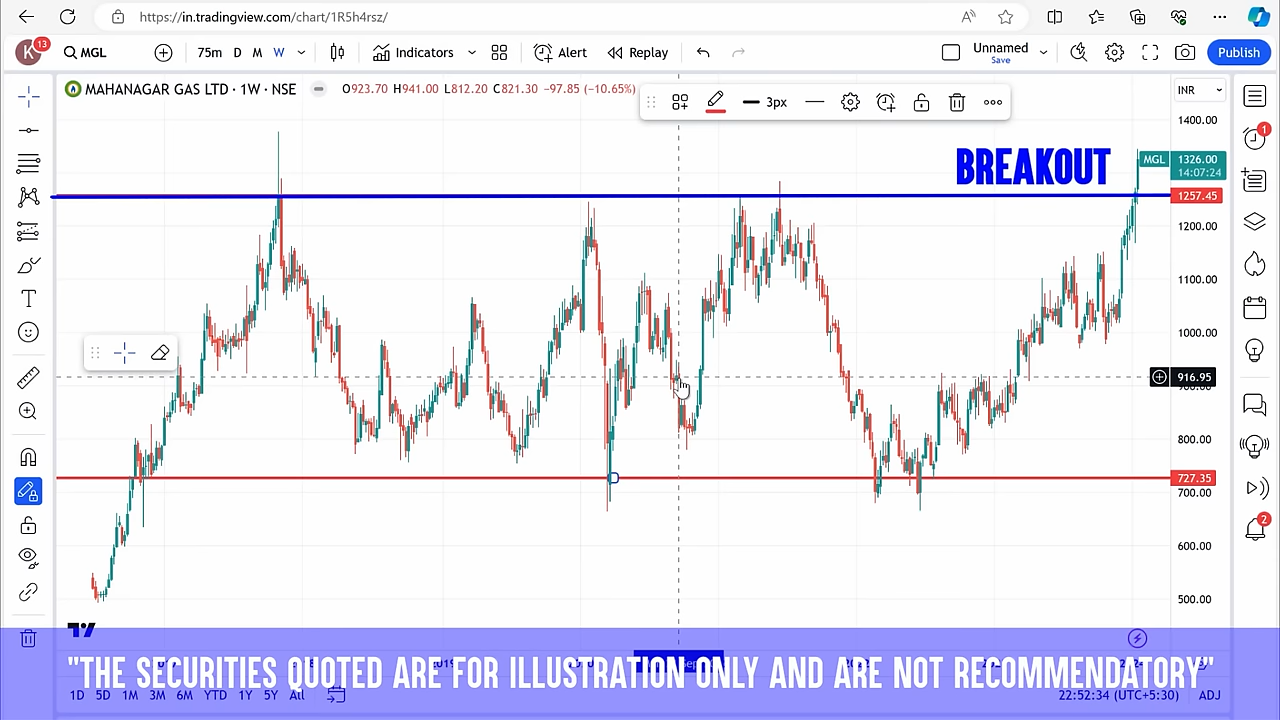 https://in.tradingview.com/chart/1R5h4rsz/
K 13 MGL 75m D M W Indicators Alert Replay Unnamed Save Publish
MAHANAGAR GAS LTD · 1W · NSE O923.70 H941.00 L812.20 C821.30 −97.85 (−10.65%)
3px
INR
1400.00
BREAKOUT
MGL 1326.00
14:07:24
1257.45
1200.00
1100.00
1000.00
916.95
800.00
727.35
700.00
600.00
500.00
1
2
"THE SECURITIES QUOTED ARE FOR ILLUSTRATION ONLY AND ARE NOT RECOMMENDATORY"
1D 5D 1M 3M 6M YTD 1Y 5Y All 22:52:34 (UTC+5:30) ADJ